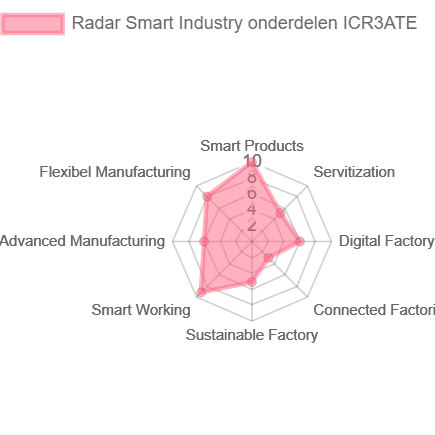 Radar Smart Industry onderdelen ICR3ATE
Smart Products
10
Flexibel Manufacturing
Servitization
8
6
4
2
Advanced Manufacturing
Digital Factory
Smart Working
Connected Factori
Sustainable Factory